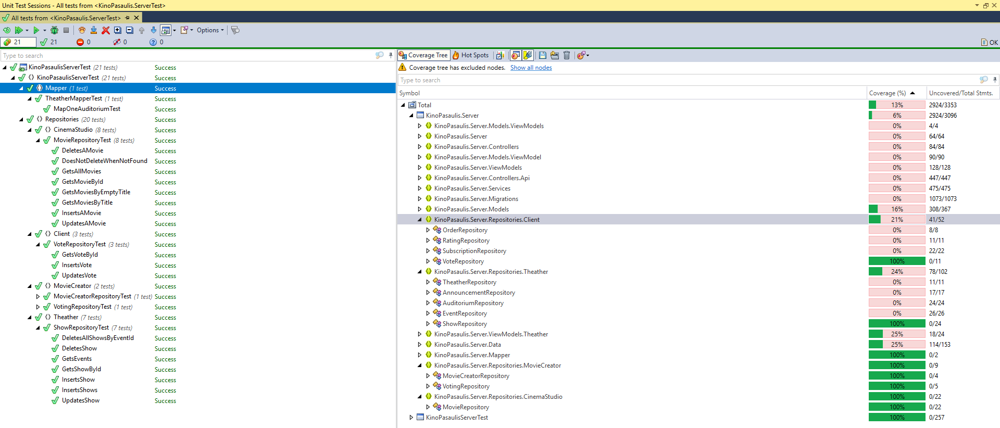 Unit Test Sessions - All tests from <KinoPasaulis.ServerTest>
All tests from <KinoPasaulis.ServerTest>
Options
21 21 0 0 0 OK
Type to search
KinoPasaulisServerTest (21 tests) Success
KinoPasaulisServerTest (21 tests) Success
Mapper (1 test) Success
TheatherMapperTest (1 test) Success
MapOneAuditoriumTest Success
Repositories (20 tests) Success
CinemaStudio (8 tests) Success
MovieRepositoryTest (8 tests) Success
DeletesAMovie Success
DoesNotDeleteWhenNotFound Success
GetsAllMovies Success
GetsMovieById Success
GetsMoviesByEmptyTitle Success
GetsMoviesByTitle Success
InsertsAMovie Success
UpdatesAMovie Success
Client (3 tests) Success
VoteRepositoryTest (3 tests) Success
GetsVoteById Success
InsertsVote Success
UpdatesVote Success
MovieCreator (2 tests) Success
MovieCreatorRepositoryTest (1 test) Success
VotingRepositoryTest (1 test) Success
Theather (7 tests) Success
ShowRepositoryTest (7 tests) Success
DeletesAllShowsByEventId Success
DeletesShow Success
GetsEvents Success
GetsShowById Success
InsertsShow Success
InsertsShows Success
UpdatesShow Success
Coverage Tree Hot Spots
Coverage tree has excluded nodes. Show all nodes
Type to search
Symbol Coverage (%) Uncovered/Total Stmts.
Total 13% 2924/3353
KinoPasaulis.Server 6% 2924/3096
KinoPasaulis.Server.Models.ViewModels 0% 4/4
KinoPasaulis.Server 0% 64/64
KinoPasaulis.Server.Controllers 0% 84/84
KinoPasaulis.Server.Models.ViewModel 0% 90/90
KinoPasaulis.Server.ViewModels 0% 128/128
KinoPasaulis.Server.Controllers.Api 0% 447/447
KinoPasaulis.Server.Services 0% 475/475
KinoPasaulis.Server.Migrations 0% 1073/1073
KinoPasaulis.Server.Models 16% 308/367
KinoPasaulis.Server.Repositories.Client 21% 41/52
OrderRepository 0% 8/8
RatingRepository 0% 11/11
SubscriptionRepository 0% 22/22
VoteRepository 100% 0/11
KinoPasaulis.Server.Repositories.Theather 24% 78/102
TheatherRepository 0% 11/11
AnnouncementRepository 0% 17/17
AuditoriumRepository 0% 24/24
EventRepository 0% 26/26
ShowRepository 100% 0/24
KinoPasaulis.Server.ViewModels.Theather 25% 18/24
KinoPasaulis.Server.Data 25% 114/153
KinoPasaulis.Server.Mapper 100% 0/2
KinoPasaulis.Server.Repositories.MovieCreator 100% 0/9
MovieCreatorRepository 100% 0/4
VotingRepository 100% 0/5
KinoPasaulis.Server.Repositories.CinemaStudio 100% 0/22
MovieRepository 100% 0/22
KinoPasaulisServerTest 100% 0/257